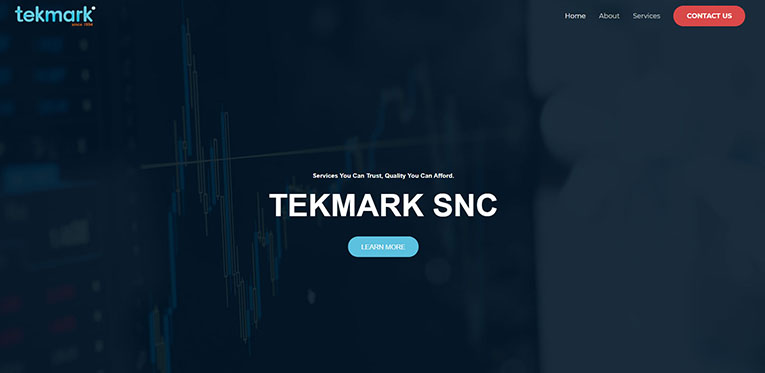 tekmark
since 1994
Home
About
Services
CONTACT US
Services You Can Trust, Quality You Can Afford.
TEKMARK SNC
LEARN MORE